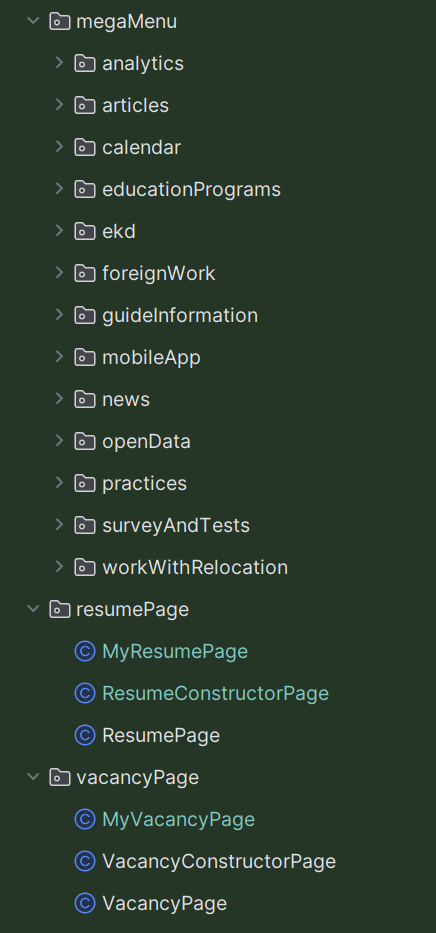 megaMenu
analytics
articles
calendar
educationPrograms
ekd
foreignWork
guideInformation
mobileApp
news
openData
practices
surveyAndTests
workWithRelocation
resumePage
MyResumePage
ResumeConstructorPage
ResumePage
vacancyPage
MyVacancyPage
VacancyConstructorPage
VacancyPage